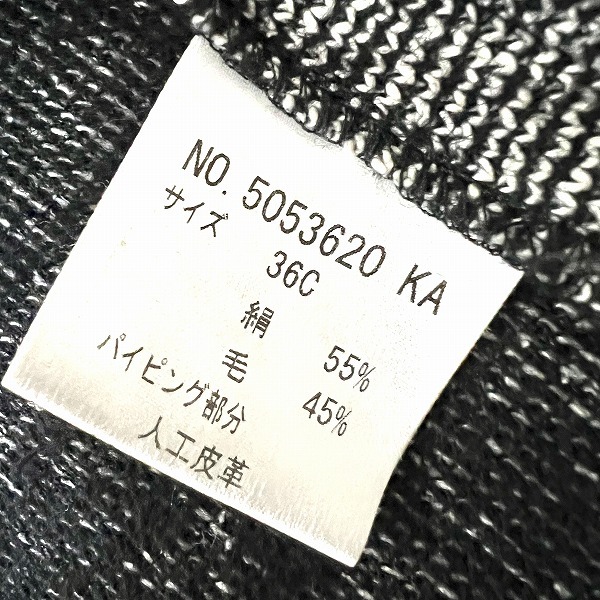 NO. 5053620 KA
サイズ 36C
絹 55%
毛 45%
パイピング部分
人工皮革